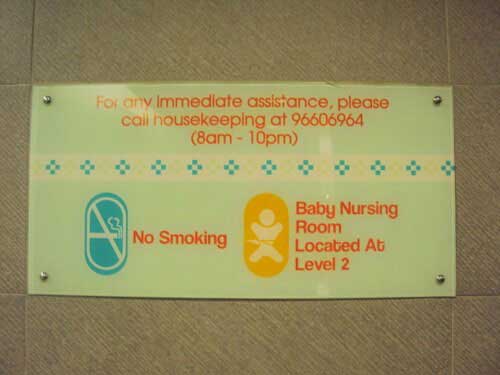 For any immediate assistance, please
call housekeeping at 96606964
(8am - 10pm)
No Smoking
Baby Nursing
Room
Located At
Level 2